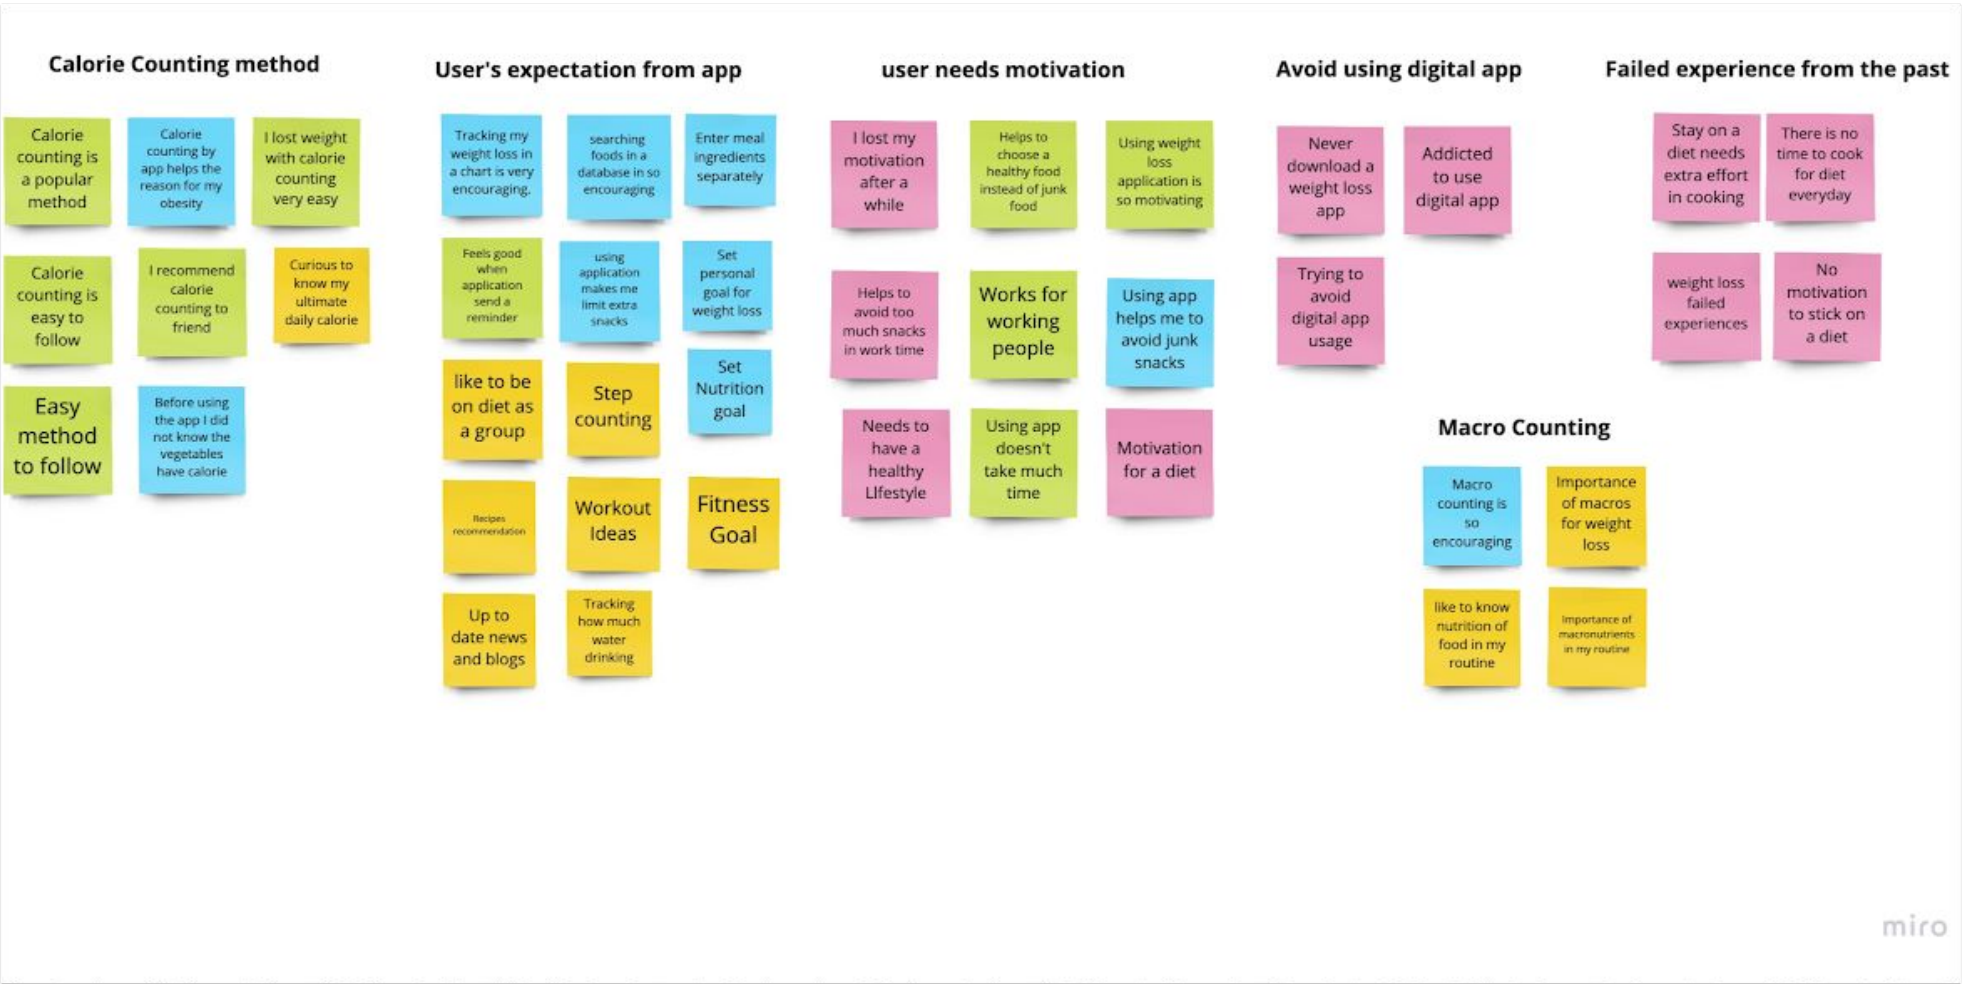 Calorie Counting method
Calorie
counting is
a popular
method
Calorie
counting by
app helps the
reason for my
obesity
I lost weight
with calorie
counting
very easy
Calorie
counting is
easy to
follow
I recommend
calorie
counting to
friend
Curious to
know my
ultimate
daily calorie
Easy
method
to follow
Before using
the app I did
not know the
vegetables
have calorie
User's expectation from app
Tracking my
weight loss in
a chart is very
encouraging.
searching
foods in a
database in so
encouraging
Enter meal
ingredients
separately
Feels good
when
application
send a
reminder
using
application
makes me
limit extra
snacks
Set
personal
goal for
weight loss
like to be
on diet as
a group
Step
counting
Set
Nutrition
goal
Recipes
recommendation
Workout
Ideas
Fitness
Goal
Up to
date news
and blogs
Tracking
how much
water
drinking
user needs motivation
I lost my
motivation
after a
while
Helps to
choose a
healthy food
instead of junk
food
Using weight
loss
application is
so motivating
Helps to
avoid too
much snacks
in work time
Works for
working
people
Using app
helps me to
avoid junk
snacks
Needs to
have a
healthy
LIfestyle
Using app
doesn't
take much
time
Motivation
for a diet
Avoid using digital app
Never
download a
weight loss
app
Addicted
to use
digital app
Trying to
avoid
digital app
usage
Failed experience from the past
Stay on a
diet needs
extra effort
in cooking
There is no
time to cook
for diet
everyday
weight loss
failed
experiences
No
motivation
to stick on
a diet
Macro Counting
Macro
counting is
so
encouraging
Importance
of macros
for weight
loss
like to know
nutrition of
food in my
routine
Importance of
macronutrients
in my routine
miro